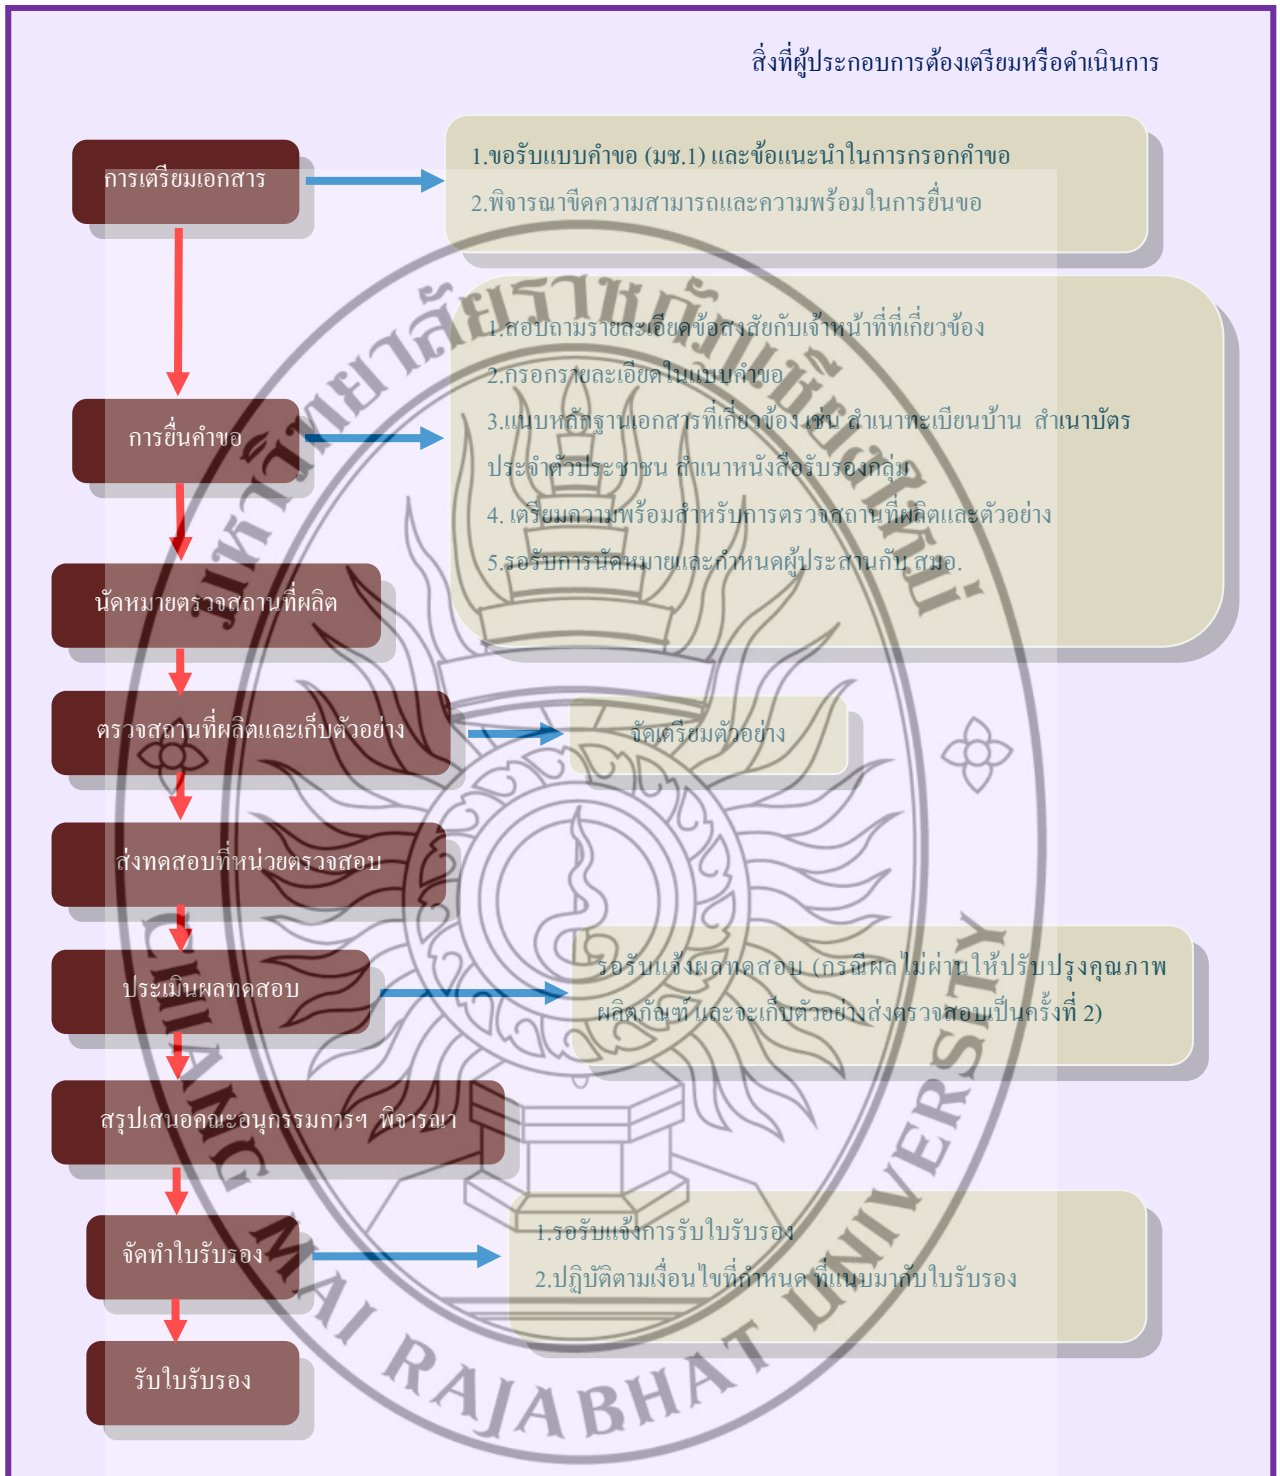 สิ่งที่ผู้ประกอบการต้องเตรียมหรือดำเนินการ
การเตรียมเอกสาร
1.ขอรับแบบคำขอ (มช.1) และข้อแนะนำในการกรอกคำขอ
2.พิจารณาขีดความสามารถและความพร้อมในการยื่นขอ
การยื่นคำขอ
1.สอบถามรายละเอียดข้อสงสัยกับเจ้าหน้าที่ที่เกี่ยวข้อง
2.กรอกรายละเอียดในแบบคำขอ
3.แนบหลักฐานเอกสารที่เกี่ยวข้อง เช่น สำเนาทะเบียนบ้าน สำเนาบัตร
ประจำตัวประชาชน สำเนาหนังสือรับรองกลุ่ม
4. เตรียมความพร้อมสำหรับการตรวจสถานที่ผลิตและตัวอย่าง
5.รอรับการนัดหมายและกำหนดผู้ประสานกับ สมอ.
นัดหมายตรวจสถานที่ผลิต
ตรวจสถานที่ผลิตและเก็บตัวอย่าง
จัดเตรียมตัวอย่าง
ส่งทดสอบที่หน่วยตรวจสอบ
ประเมินผลทดสอบ
รอรับแจ้งผลทดสอบ (กรณีผลไม่ผ่านให้ปรับปรุงคุณภาพ
ผลิตภัณฑ์ และจะเก็บตัวอย่างส่งตรวจสอบเป็นครั้งที่ 2)
สรุปเสนอคณะอนุกรรมการฯ พิจารณา
จัดทำใบรับรอง
1.รอรับแจ้งการรับใบรับรอง
2.ปฏิบัติตามเงื่อนไขที่กำหนด ที่แนบมากับใบรับรอง
รับใบรับรอง
มหาวิทยาลัยราชภัฏเชียงใหม่
CHIANG MAI RAJABHAT UNIVERSITY